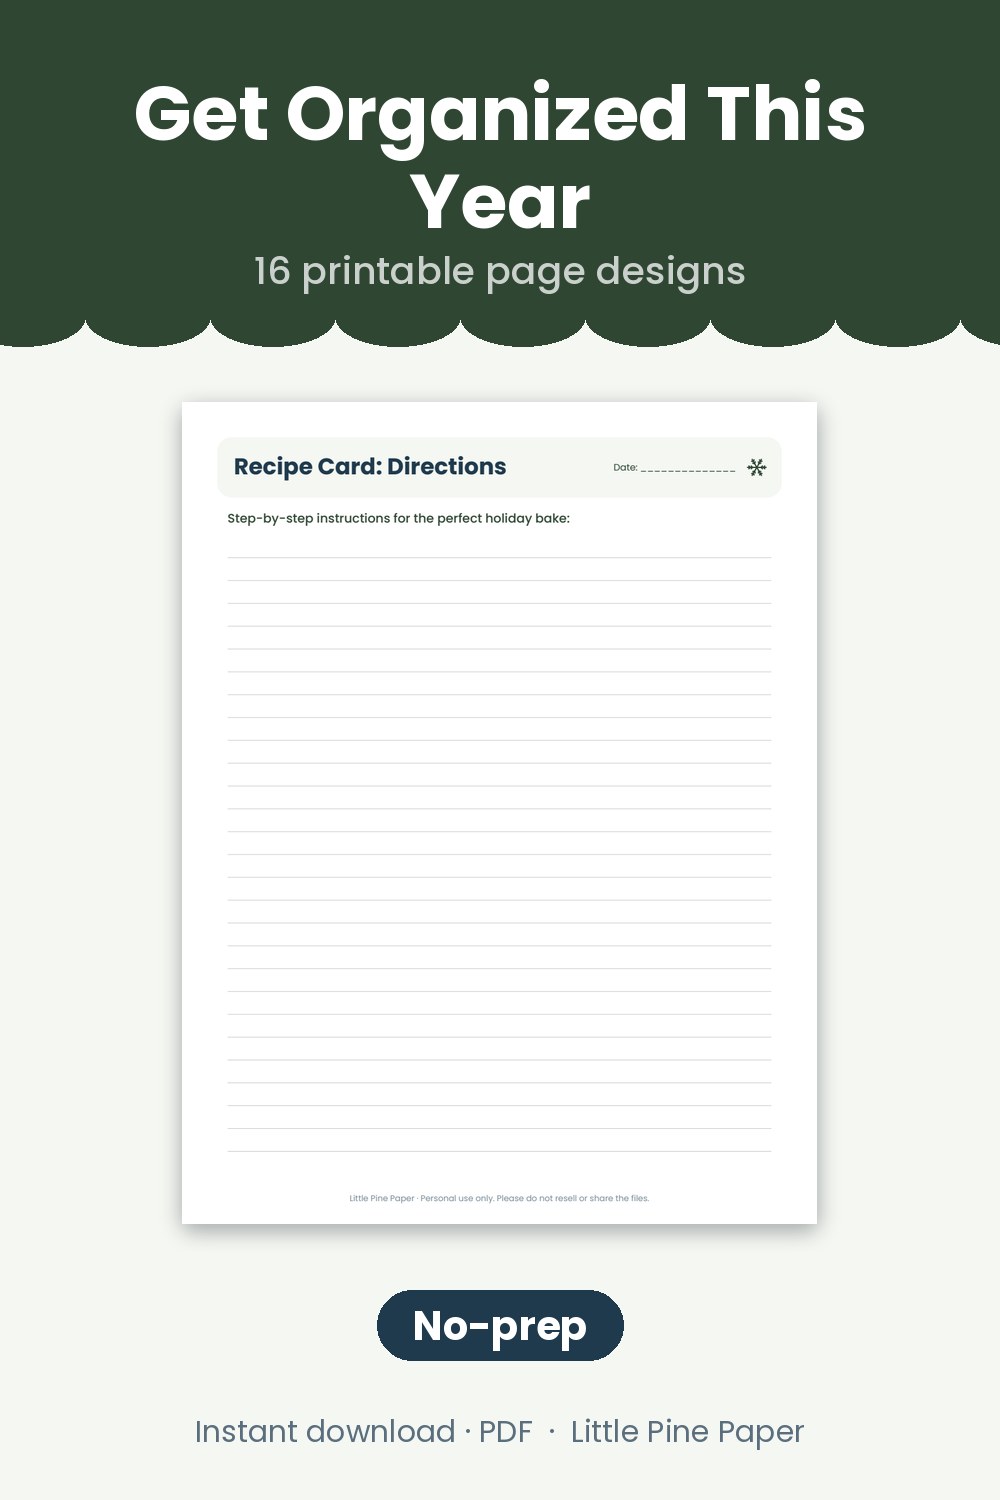 Get Organized This
Year
16 printable page designs
Recipe Card: Directions
Date: ______________
Step-by-step instructions for the perfect holiday bake:
Little Pine Paper · Personal use only. Please do not resell or share the files.
No-prep
Instant download · PDF · Little Pine Paper